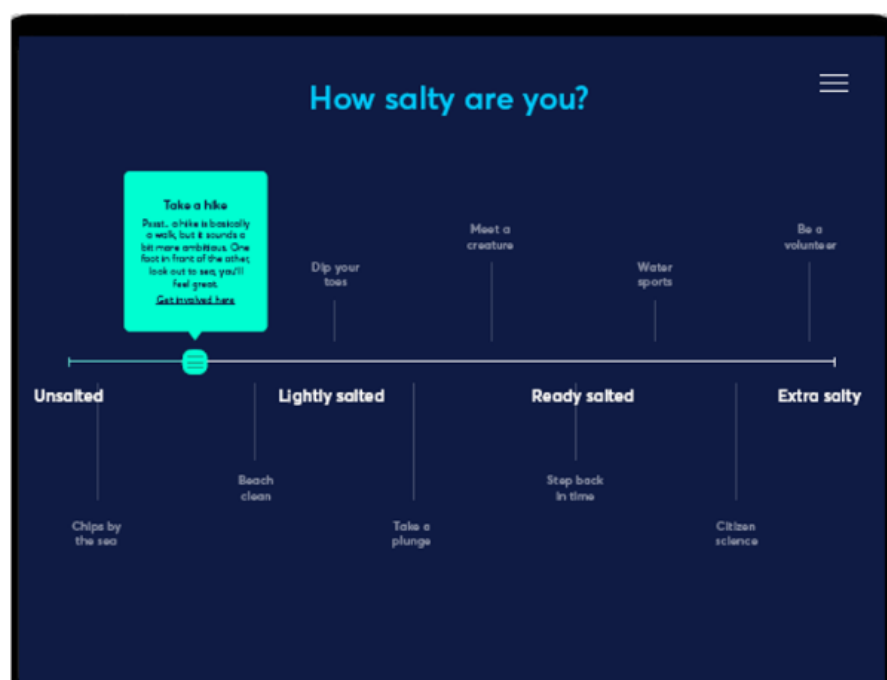 How salty are you?
Take a hike
Pssst.. a hike is basically
a walk, but it sounds a
bit more ambitious. One
foot in front of the other,
look out to sea, you'll
feel great.
Get involved here
Meet a
creature
Be a
volunteer
Dip your
toes
Water
sports
Unsalted
Lightly salted
Ready salted
Extra salty
Beach
clean
Step back
in time
Chips by
the sea
Take a
plunge
Citizen
science